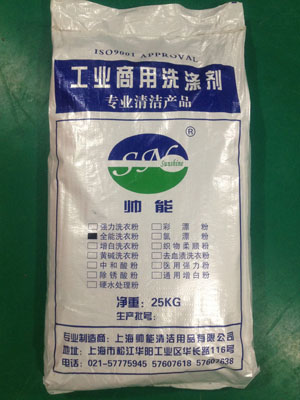 ISO9001 APPROVAL
工业商用洗涤剂
专业清洁产品
®
SN
Sunshine
帅能
□强力洗衣粉 □彩漂粉
■全能洗衣粉 □氯漂粉
□增白洗衣粉 □织物柔顺粉
□黄碱洗衣粉 □去血渍洗衣粉
□中和酸粉 □医用强力粉
□除锈酸粉 □通用增白粉
□硬水处理粉
净重：25KG
生产批号：
专业制造商：上海帅能清洁用品有限公司
地址：上海市松江华阳工业区华长路116号
电话：021-57775945 57607618 57602638